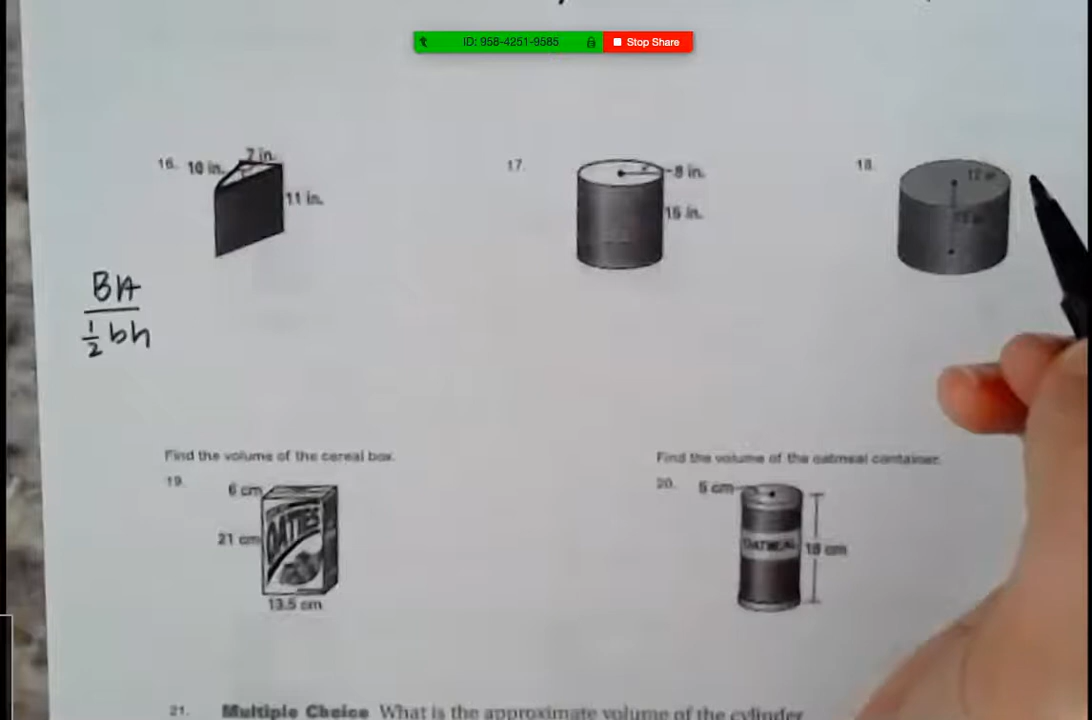 ID: 958-4251-9585
Stop Share
16. 10 in. 7 in.
11 in.
17. 8 in.
15 in.
18.
BA
1/2 bh
Find the volume of the cereal box.
19. 6 cm
21 cm
OATIES
13.5 cm
Find the volume of the oatmeal container.
20. 5 cm
OATMEAL
18 cm
21. Multiple Choice What is the approximate volume of the cylinder